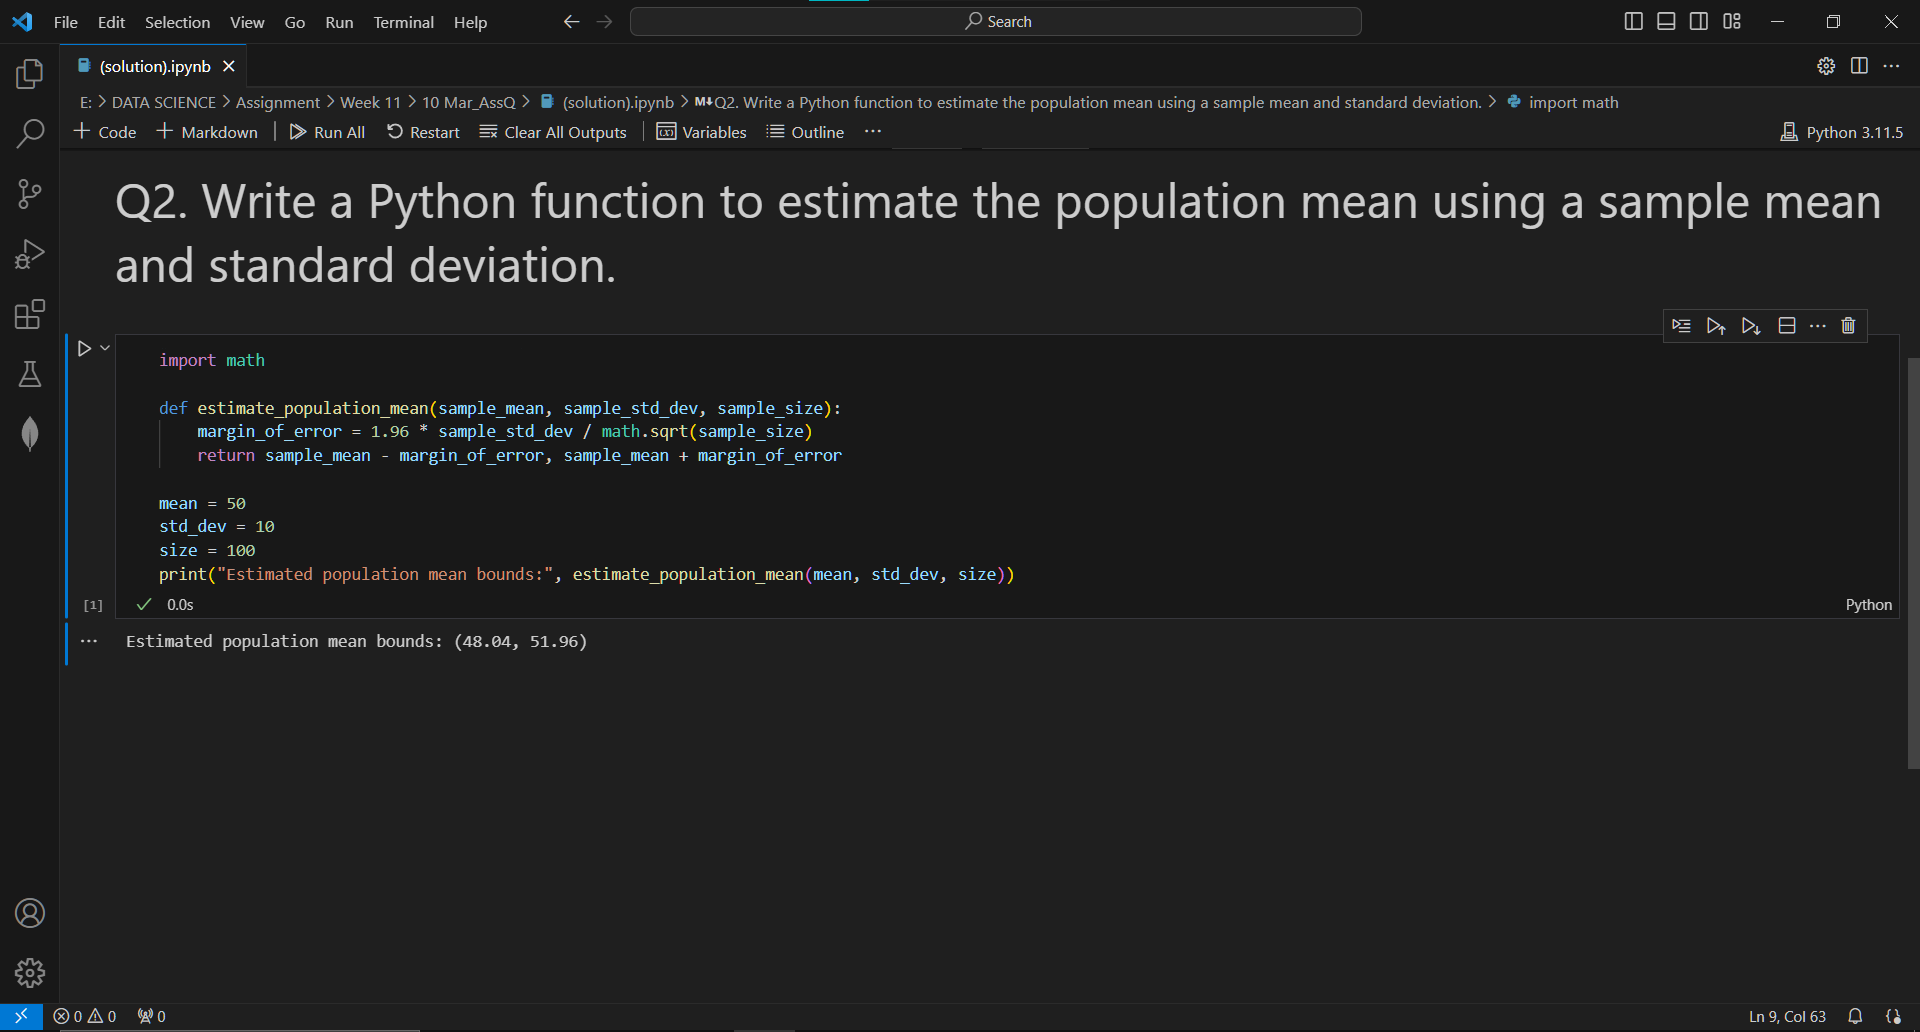 File Edit Selection View Go Run Terminal Help Search
(solution).ipynb
E: > DATA SCIENCE > Assignment > Week 11 > 10 Mar_AssQ > (solution).ipynb > M↓Q2. Write a Python function to estimate the population mean using a sample mean and standard deviation. > import math
+ Code + Markdown | Run All Restart Clear All Outputs | Variables Outline ··· Python 3.11.5
Q2. Write a Python function to estimate the population mean using a sample mean
and standard deviation.
import math
def estimate_population_mean(sample_mean, sample_std_dev, sample_size):
    margin_of_error = 1.96 * sample_std_dev / math.sqrt(sample_size)
    return sample_mean - margin_of_error, sample_mean + margin_of_error
mean = 50
std_dev = 10
size = 100
print("Estimated population mean bounds:", estimate_population_mean(mean, std_dev, size))
[1] 0.0s Python
Estimated population mean bounds: (48.04, 51.96)
0 0 0 Ln 9, Col 63